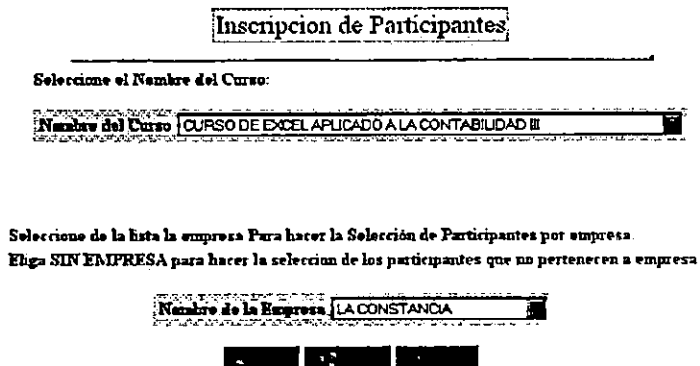 Inscripcion de Participantes
Seleccione el Nombre del Curso:
Nombre del Curso CURSO DE EXCEL APLICADO A LA CONTABILIDAD III
Seleccione de la lista la empresa Para hacer la Selección de Participantes por empresa.
Eliga SIN EMPRESA para hacer la seleccion de los participantes que no pertenecen a empresa
Nombre de la Empresa LA CONSTANCIA